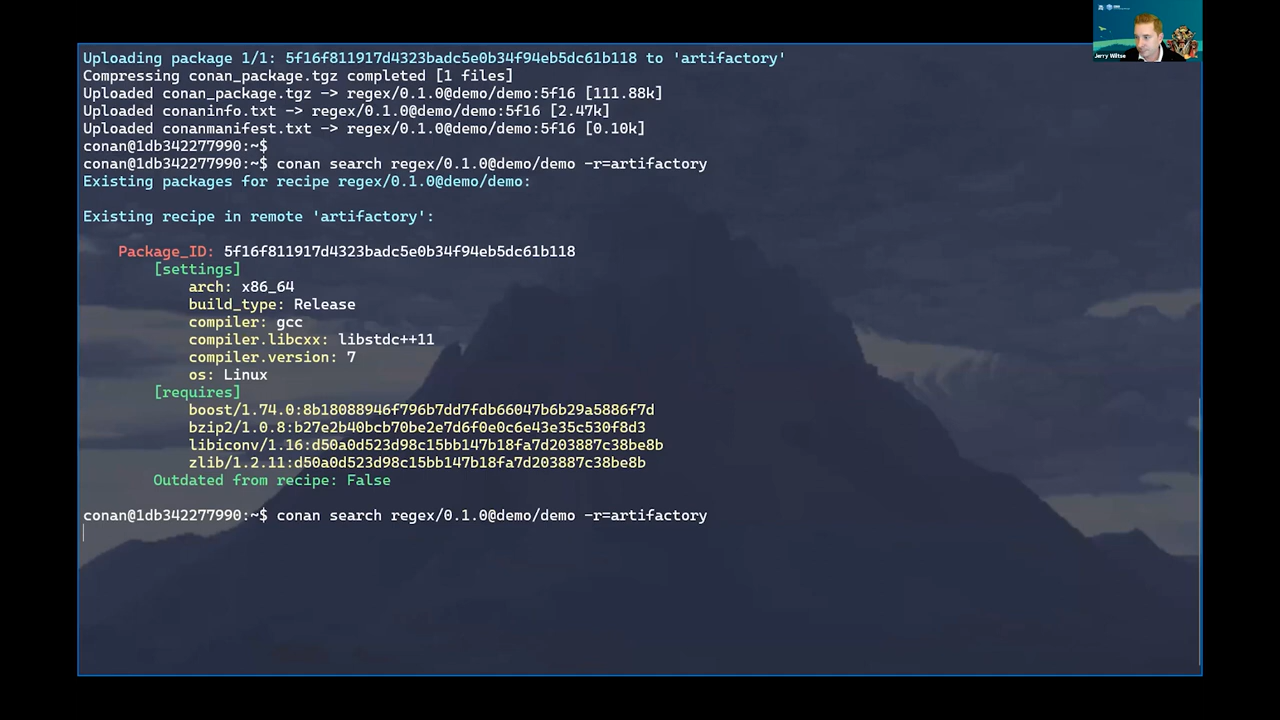 Uploading package 1/1: 5f16f811917d4323badc5e0b34f94eb5dc61b118 to 'artifactory'
Compressing conan_package.tgz completed [1 files]
Uploaded conan_package.tgz -> regex/0.1.0@demo/demo:5f16 [111.88k]
Uploaded conaninfo.txt -> regex/0.1.0@demo/demo:5f16 [2.47k]
Uploaded conanmanifest.txt -> regex/0.1.0@demo/demo:5f16 [0.10k]
conan@1db342277990:~$
conan@1db342277990:~$ conan search regex/0.1.0@demo/demo -r=artifactory
Existing packages for recipe regex/0.1.0@demo/demo:
Existing recipe in remote 'artifactory':
Package_ID: 5f16f811917d4323badc5e0b34f94eb5dc61b118
[settings]
arch: x86_64
build_type: Release
compiler: gcc
compiler.libcxx: libstdc++11
compiler.version: 7
os: Linux
[requires]
boost/1.74.0:8b18088946f796b7dd7fdb66047b6b29a5886f7d
bzip2/1.0.8:b27e2b40bcb70be2e7d6f0e0c6e43e35c530f8d3
libiconv/1.16:d50a0d523d98c15bb147b18fa7d203887c38be8b
zlib/1.2.11:d50a0d523d98c15bb147b18fa7d203887c38be8b
Outdated from recipe: False
conan@1db342277990:~$ conan search regex/0.1.0@demo/demo -r=artifactory
Jerry Wiltse